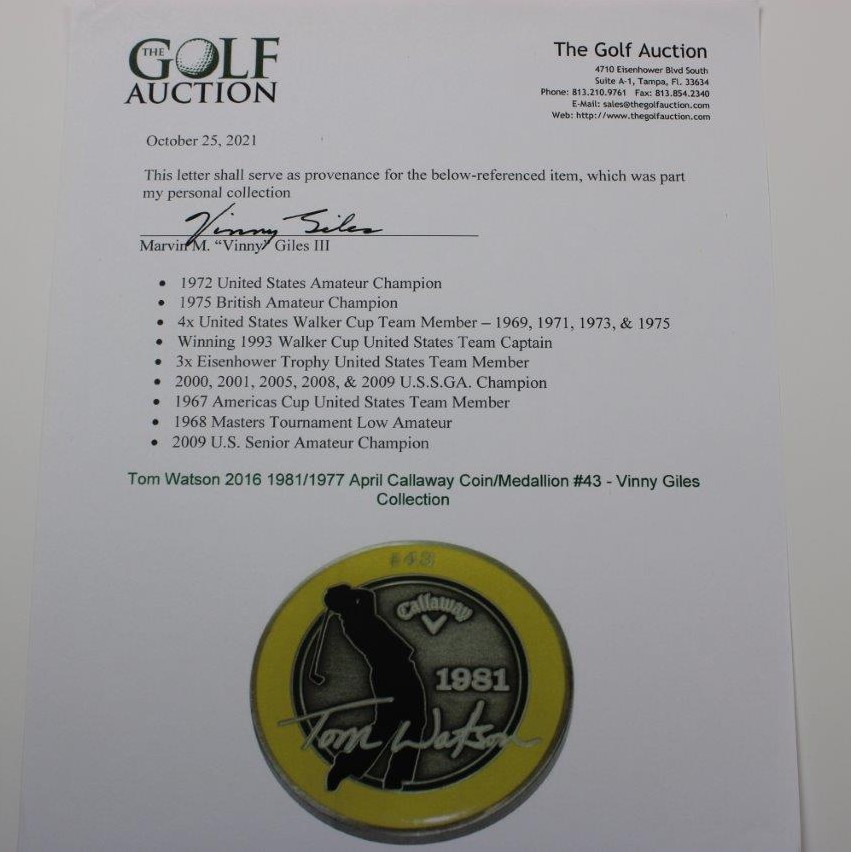 THE
GOLF
AUCTION
The Golf Auction
4710 Eisenhower Blvd South
Suite A-1, Tampa, Fl. 33634
Phone: 813.210.9761 Fax: 813.854.2340
E-Mail: sales@thegolfauction.com
Web: http://www.thegolfauction.com
October 25, 2021
This letter shall serve as provenance for the below-referenced item, which was part
my personal collection
Vinny Giles
Marvin M. “Vinny” Giles III
• 1972 United States Amateur Champion
• 1975 British Amateur Champion
• 4x United States Walker Cup Team Member – 1969, 1971, 1973, & 1975
• Winning 1993 Walker Cup United States Team Captain
• 3x Eisenhower Trophy United States Team Member
• 2000, 2001, 2005, 2008, & 2009 U.S.S.GA. Champion
• 1967 Americas Cup United States Team Member
• 1968 Masters Tournament Low Amateur
• 2009 U.S. Senior Amateur Champion
Tom Watson 2016 1981/1977 April Callaway Coin/Medallion #43 - Vinny Giles
Collection
#43
Callaway
1981
Tom Watson